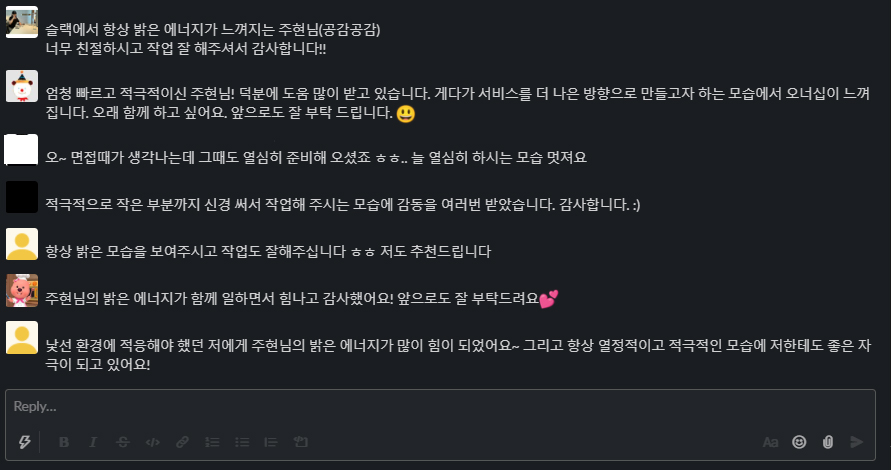 슬랙에서 항상 밝은 에너지가 느껴지는 주현님(공감공감)
너무 친절하시고 작업 잘 해주셔서 감사합니다!!
엄청 빠르고 적극적이신 주현님! 덕분에 도움 많이 받고 있습니다. 게다가 서비스를 더 나은 방향으로 만들고자 하는 모습에서 오너십이 느껴
집니다. 오래 함께 하고 싶어요. 앞으로도 잘 부탁 드립니다. 😃
오~ 면접때가 생각나는데 그때도 열심히 준비해 오셨죠 ㅎㅎ.. 늘 열심히 하시는 모습 멋져요
적극적으로 작은 부분까지 신경 써서 작업해 주시는 모습에 감동을 여러번 받았습니다. 감사합니다. :)
항상 밝은 모습을 보여주시고 작업도 잘해주십니다 ㅎㅎ 저도 추천드립니다
주현님의 밝은 에너지가 함께 일하면서 힘나고 감사했어요! 앞으로도 잘 부탁드려요💕
낯선 환경에 적응해야 했던 저에게 주현님의 밝은 에너지가 많이 힘이 되었어요~ 그리고 항상 열정적이고 적극적인 모습에 저한테도 좋은 자
극이 되고 있어요!
Reply...
B I S </> Aa